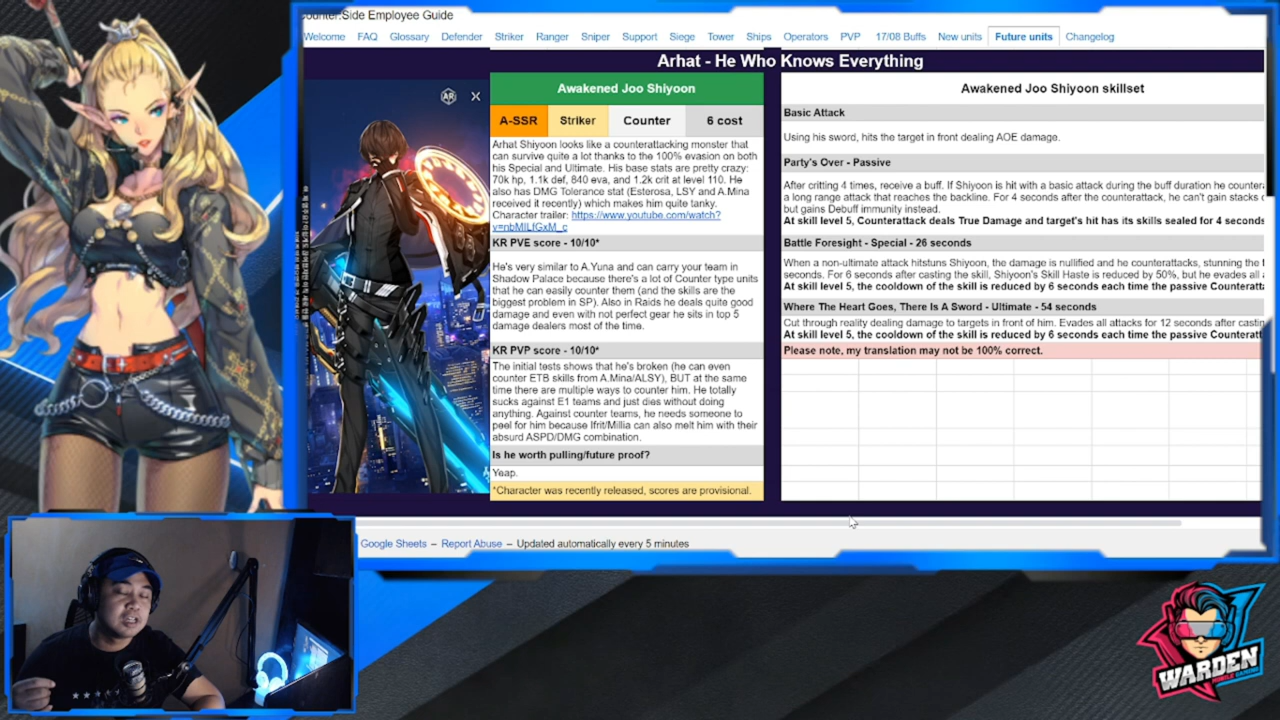 Counter:Side Employee Guide
Welcome FAQ Glossary Defender Striker Ranger Sniper Support Siege Tower Ships Operators PVP 17/08 Buffs New units Future units Changelog
Arhat - He Who Knows Everything
AR
Awakened Joo Shiyoon
A-SSR Striker Counter 6 cost
Arhat Shiyoon looks like a counterattacking monster that
can survive quite a lot thanks to the 100% evasion on both
his Special and Ultimate. His base stats are pretty crazy:
70k hp, 1.1k def, 840 eva, and 1.2k crit at level 110. He
also has DMG Tolerance stat (Esterosa, LSY and A.Mina
received it recently) which makes him quite tanky.
Character trailer: https://www.youtube.com/watch?
v=nbMILfGxM_c
KR PVE score - 10/10*
He's very similar to A.Yuna and can carry your team in
Shadow Palace because there's a lot of Counter type units
that he can easily counter them (and the skills are the
biggest problem in SP). Also in Raids he deals quite good
damage and even with not perfect gear he sits in top 5
damage dealers most of the time.
KR PVP score - 10/10*
The initial tests shows that he's broken (he can even
counter ETB skills from A.Mina/ALSY), BUT at the same
time there are multiple ways to counter him. He totally
sucks against E1 teams and just dies without doing
anything. Against counter teams, he needs someone to
peel for him because Ifrit/Millia can also melt him with their
absurd ASPD/DMG combination.
Is he worth pulling/future proof?
Yeap.
*Character was recently released, scores are provisional.
Awakened Joo Shiyoon skillset
Basic Attack
Using his sword, hits the target in front dealing AOE damage.
Party's Over - Passive
After critting 4 times, receive a buff. If Shiyoon is hit with a basic attack during the buff duration he counter
a long range attack that reaches the backline. For 4 seconds after the counterattack, he can't gain stacks
but gains Debuff immunity instead.
At skill level 5, Counterattack deals True Damage and target's hit has its skills sealed for 4 seconds
Battle Foresight - Special - 26 seconds
When a non-ultimate attack hitstuns Shiyoon, the damage is nullified and he counterattacks, stunning the
seconds. For 6 seconds after casting the skill, Shiyoon's Skill Haste is reduced by 50%, but he evades all
At skill level 5, the cooldown of the skill is reduced by 6 seconds each time the passive Counteratt
Where The Heart Goes, There Is A Sword - Ultimate - 54 seconds
Cut through reality dealing damage to targets in front of him. Evades all attacks for 12 seconds after castin
At skill level 5, the cooldown of the skill is reduced by 6 seconds each time the passive Counteratt
Please note, my translation may not be 100% correct.
Google Sheets – Report Abuse – Updated automatically every 5 minutes
WARDEN
MOBILE GAMING